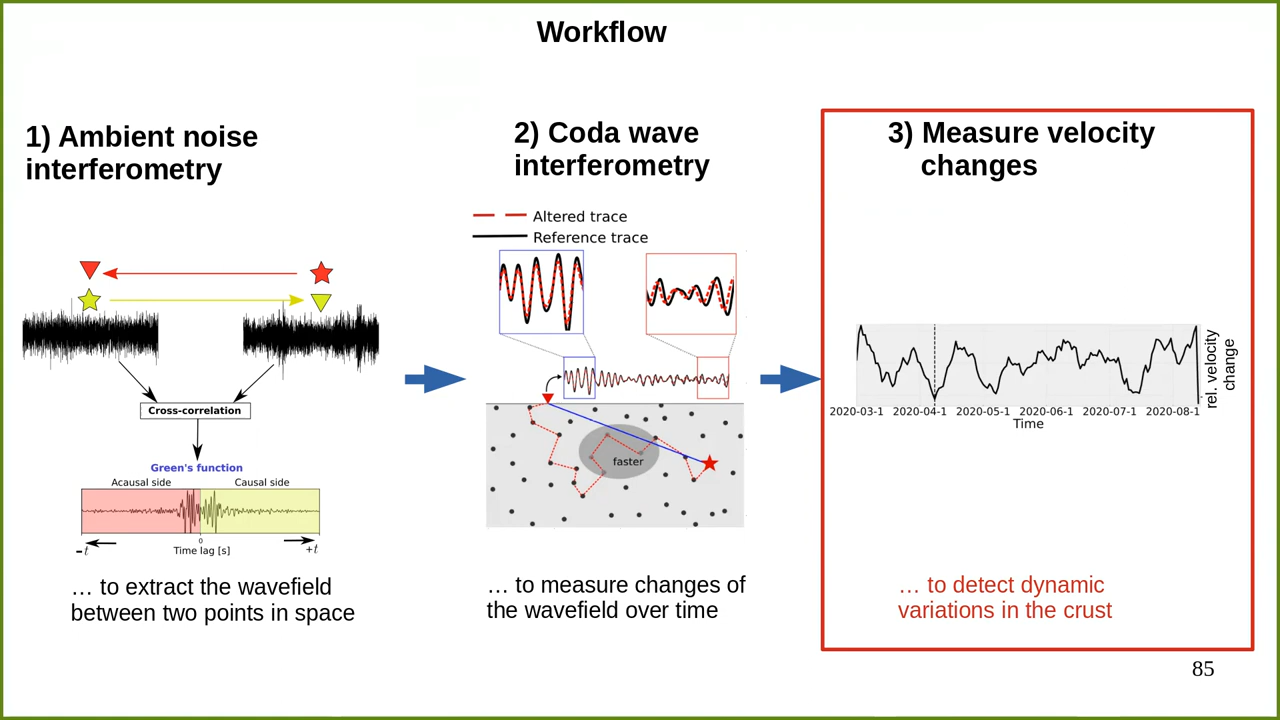 Workflow
1) Ambient noise
interferometry
Cross-correlation
Green's function
Acausal side
Causal side
0
-t
Time lag [s]
+t
… to extract the wavefield
between two points in space
2) Coda wave
interferometry
Altered trace
Reference trace
faster
… to measure changes of
the wavefield over time
3) Measure velocity
changes
rel. velocity
change
2020-03-1 2020-04-1 2020-05-1 2020-06-1 2020-07-1 2020-08-1
Time
… to detect dynamic
variations in the crust
85